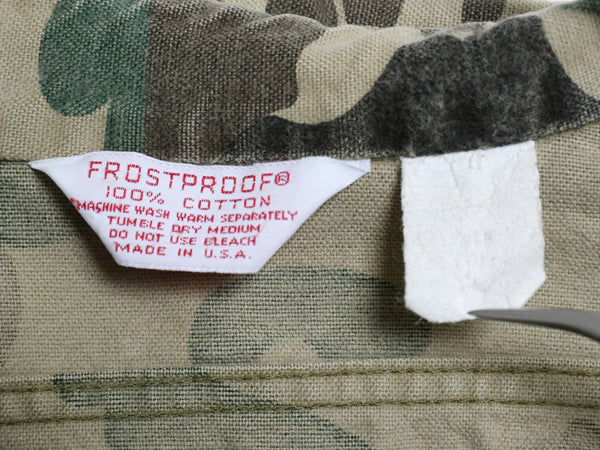 FROSTPROOF®
100% COTTON
MACHINE WASH WARM SEPARATELY
TUMBLE DRY MEDIUM
DO NOT USE BLEACH
MADE IN U.S.A.